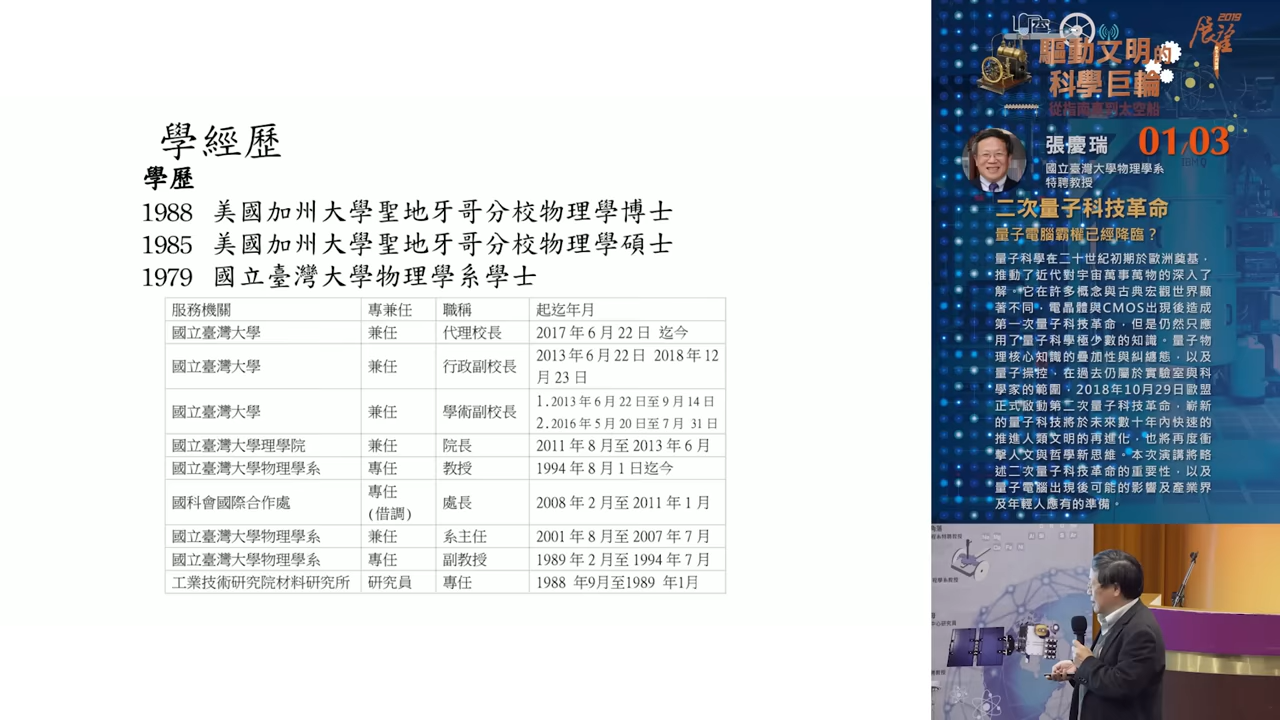 學經歷
學歷
1988 美國加州大學聖地牙哥分校物理學博士
1985 美國加州大學聖地牙哥分校物理學碩士
1979 國立臺灣大學物理學系學士
服務機關 專兼任 職稱 起迄年月
國立臺灣大學 兼任 代理校長 2017年6月22日 迄今
國立臺灣大學 兼任 行政副校長 2013年6月22日 2018年12
月23日
國立臺灣大學 兼任 學術副校長 1.2013年6月22日至9月14日
2.2016年5月20日至7月 31日
國立臺灣大學理學院 兼任 院長 2011年8月至2013年6月
國立臺灣大學物理學系 專任 教授 1994年8月1日迄今
國科會國際合作處 專任 處長 2008年2月至2011年1月
(借調)
國立臺灣大學物理學系 兼任 系主任 2001年8月至2007年7月
國立臺灣大學物理學系 專任 副教授 1989年2月至1994年7月
工業技術研究院材料研究所 研究員 專任 1988 年9月至1989 年1月
2019
展望
驅動文明的
科學巨輪
從指南車到太空船
張慶瑞 01/03
國立臺灣大學物理學系
特聘教授
二次量子科技革命
量子電腦霸權已經降臨？
量子科學在二十世紀初期於歐洲奠基，
推動了近代對宇宙萬事萬物的深入了
解。它在許多概念與古典宏觀世界顯
著不同，電晶體與CMOS出現後造成
第一次量子科技革命，但是仍然只應
用了量子科學極少數的知識。量子物
理核心知識的疊加性與糾纏態，以及
量子操控，在過去仍屬於實驗室與科
學家的範圍，2018年10月29日歐盟
正式啟動第二次量子科技革命，嶄新
的量子科技將於未來數十年內快速的
推進人類文明的再進化，也將再度衝
擊人文與哲學新思維。本次演講將略
述二次量子科技革命的重要性，以及
量子電腦出現後可能的影響及產業界
及年輕人應有的準備。